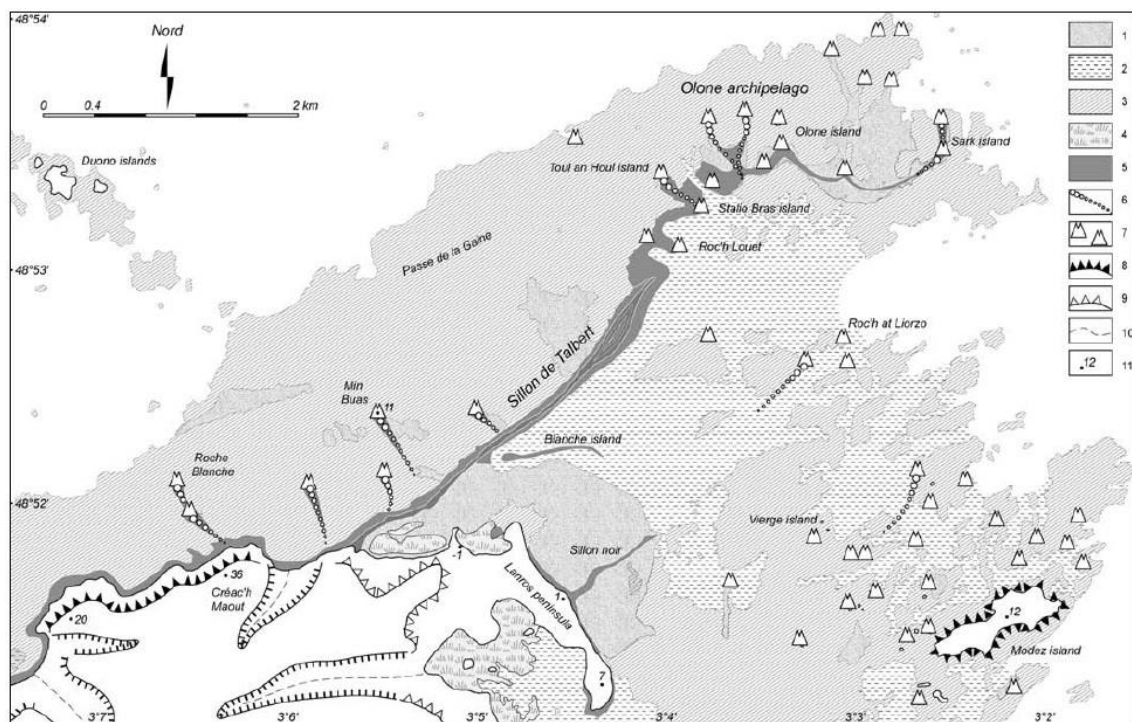 48°54'
Nord
0 0.4 2 km
Duono islands
Olone archipelago
Olone island
Sark island
Toul an Houl island
Stallo Bras island
Roc'h Louet
48°53'
Passe de la Gaine
Sillon de Talbert
Roc'h at Liorzo
Min
Buas
11
Blanche island
Roche
Blanche
48°52'
Vierge island
Sillon noir
-1
Lanros peninsula
1
36
Créac'h
Maout
20
12
Modez island
7
3°7'
3°6'
3°5'
3°4'
3°3'
3°2'
1
2
3
4
5
6
7
8
9
10
12
11